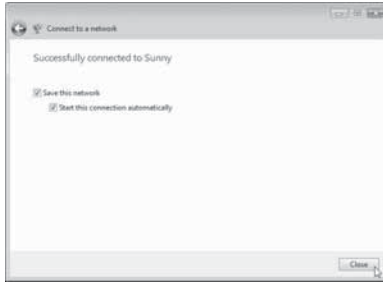 Connect to a network
Successfully connected to Sunny
Save this network
Start this connection automatically
Close